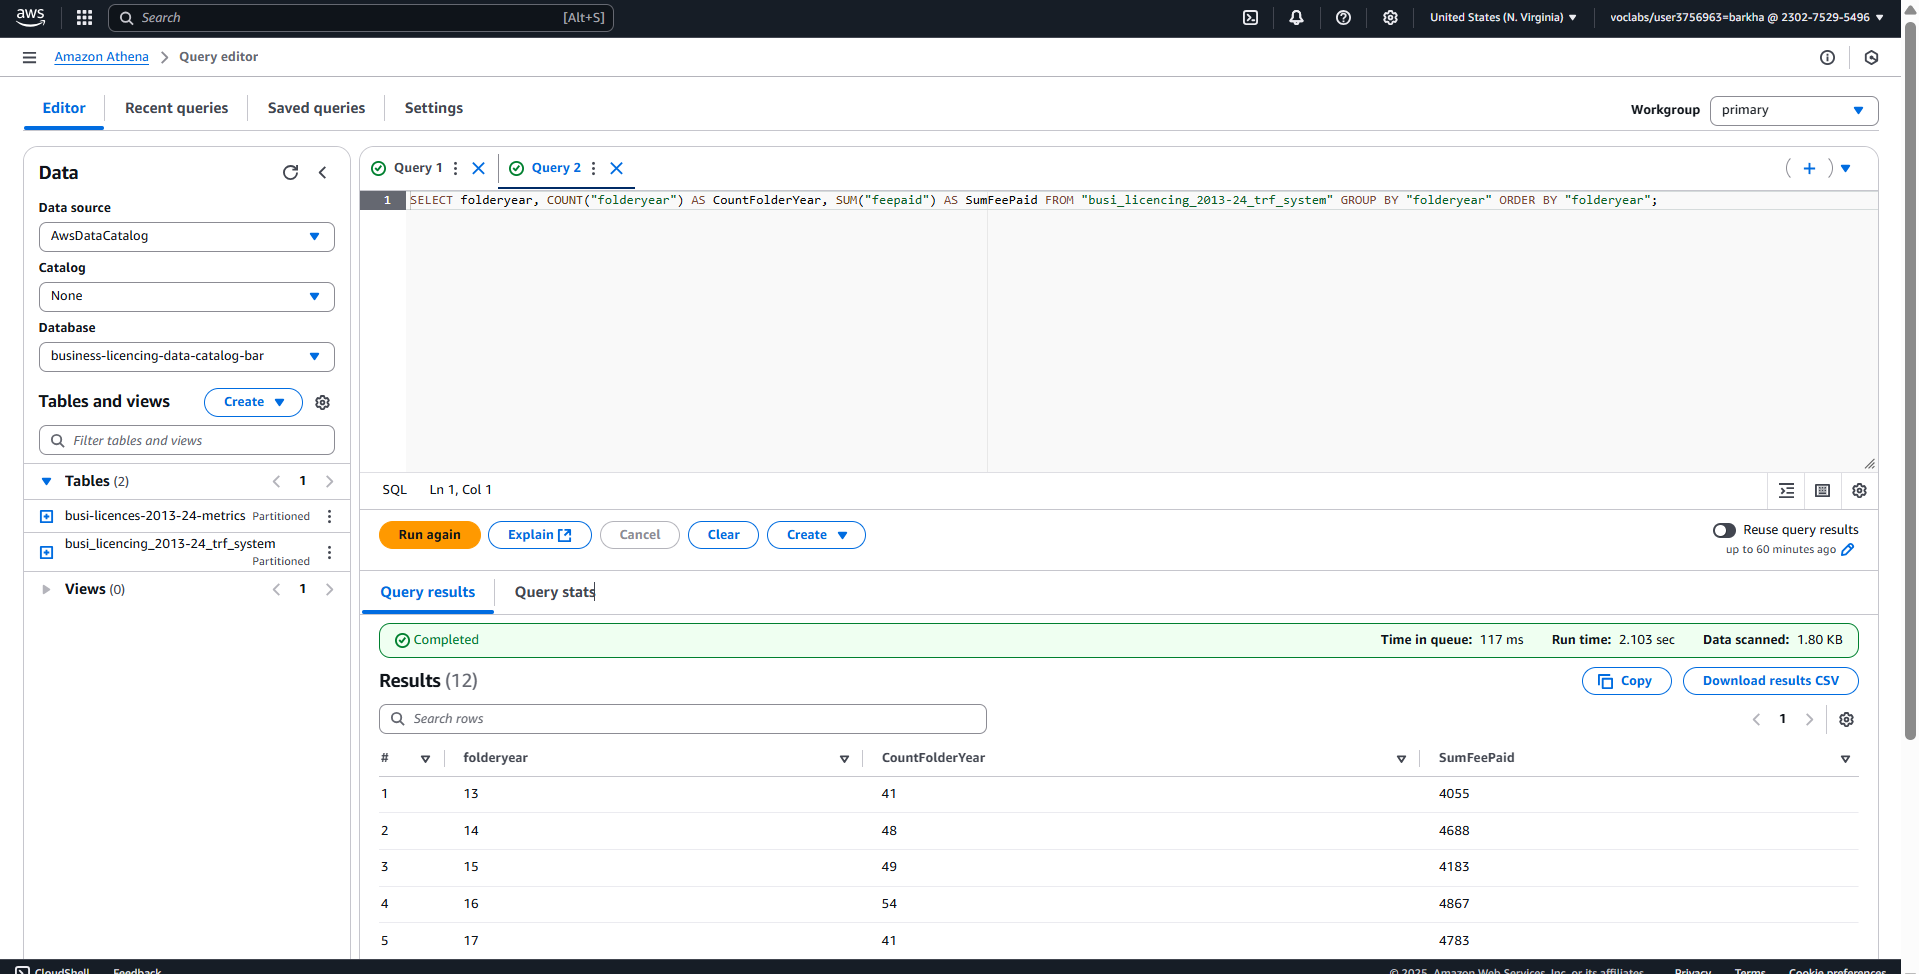 aws Search [Alt+S] United States (N. Virginia) voclabs/user3756963=barkha @ 2302-7529-5496
Amazon Athena Query editor
Editor Recent queries Saved queries Settings Workgroup primary
Data
Data source
AwsDataCatalog
Catalog
None
Database
business-licencing-data-catalog-bar
Tables and views Create
Filter tables and views
Tables (2) 1
busi-licences-2013-24-metrics Partitioned
busi_licencing_2013-24_trf_system
Partitioned
Views (0) 1
Query 1 Query 2
1 SELECT folderyear, COUNT("folderyear") AS CountFolderYear, SUM("feepaid") AS SumFeePaid FROM "busi_licencing_2013-24_trf_system" GROUP BY "folderyear" ORDER BY "folderyear";
SQL Ln 1, Col 1
Run again Explain Cancel Clear Create Reuse query results
up to 60 minutes ago
Query results Query stats
Completed Time in queue: 117 ms Run time: 2.103 sec Data scanned: 1.80 KB
Results (12) Copy Download results CSV
Search rows 1
# folderyear CountFolderYear SumFeePaid
1 13 41 4055
2 14 48 4688
3 15 49 4183
4 16 54 4867
5 17 41 4783
CloudShell Feedback © 2025, Amazon Web Services, Inc. or its affiliates. Privacy Terms Cookie preferences